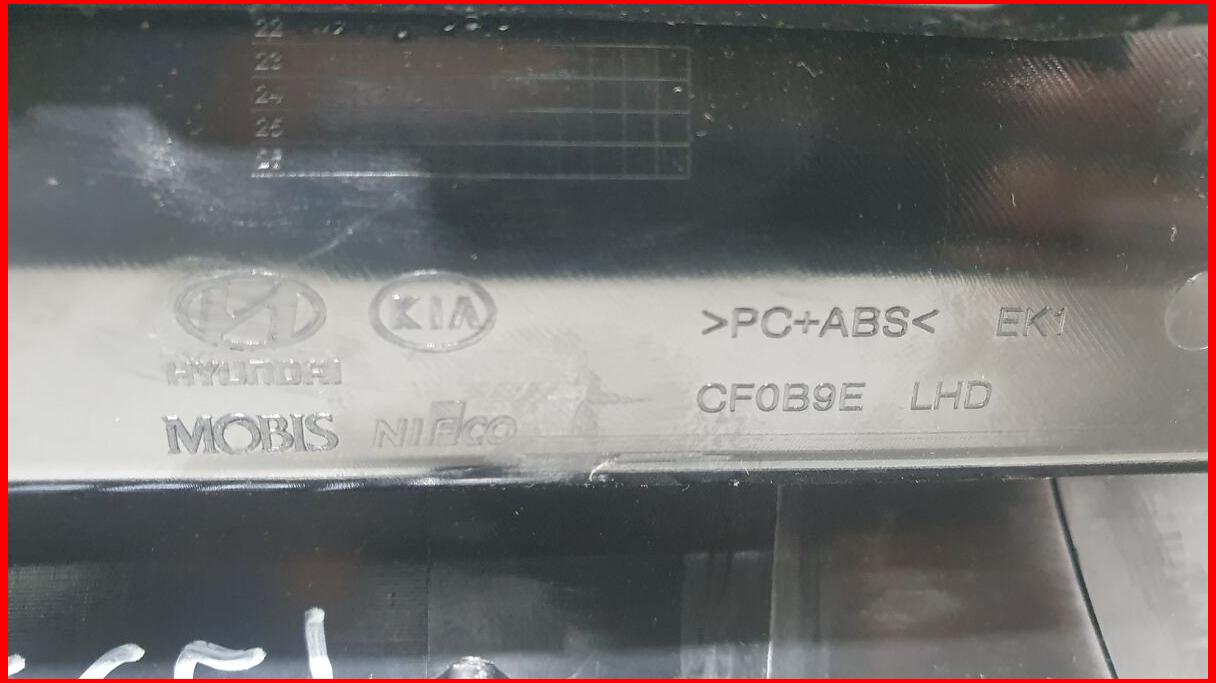 22
23
24
25
KIA
>PC+ABS< EK1
HYUNDAI
CF0B9E LHD
MOBIS NIFCO